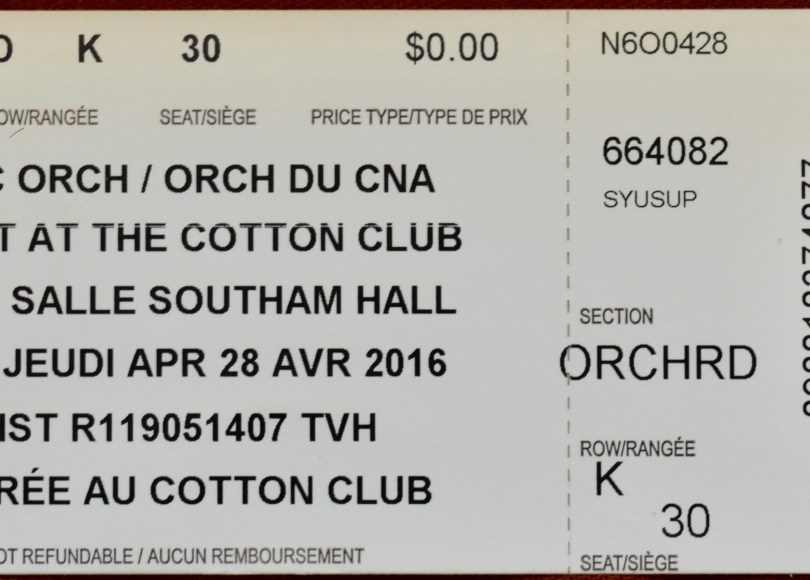 K 30 $0.00
ROW/RANGÉE SEAT/SIÈGE PRICE TYPE/TYPE DE PRIX
ORCH / ORCH DU CNA
AT THE COTTON CLUB
SALLE SOUTHAM HALL
JEUDI APR 28 AVR 2016
R119051407 TVH
RÉE AU COTTON CLUB
OT REFUNDABLE / AUCUN REMBOURSEMENT
N6O0428
664082
SYUSUP
SECTION
ORCHRD
ROW/RANGÉE
K
30
SEAT/SIÈGE